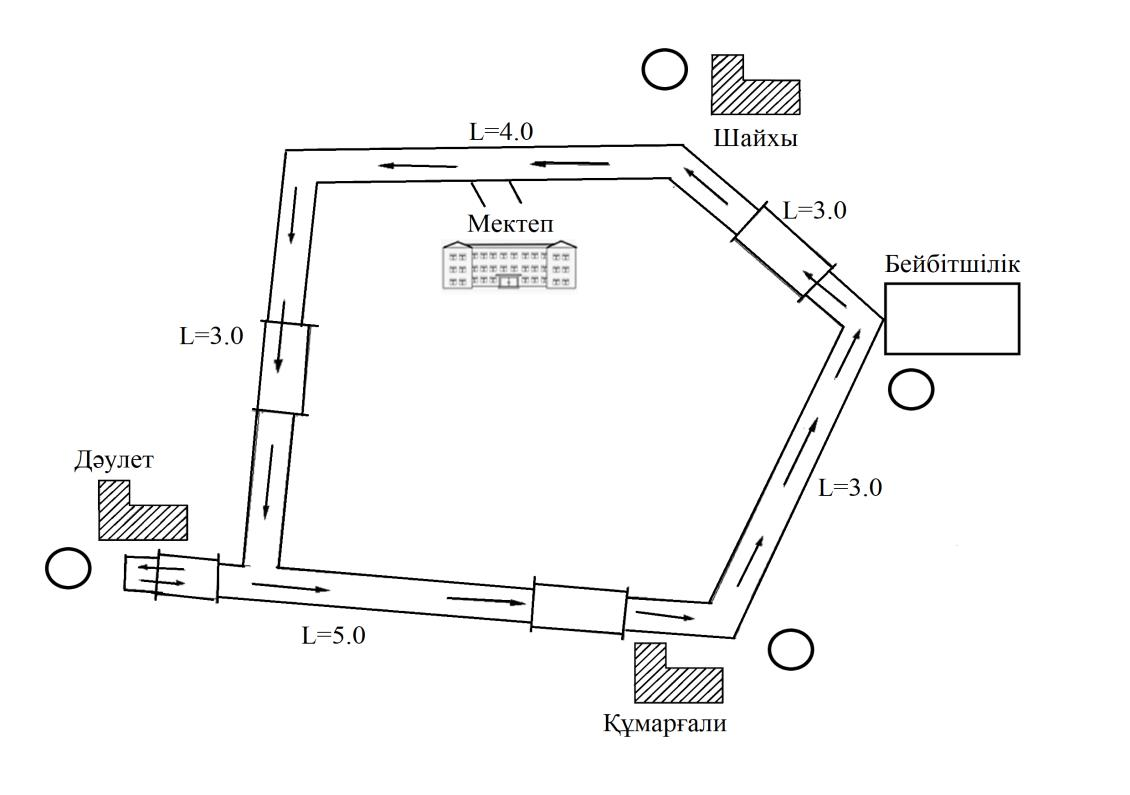 Шайхы
L=4.0
L=3.0
Мектеп
Бейбітшілік
L=3.0
Дәулет
L=3.0
L=5.0
Құмарғали